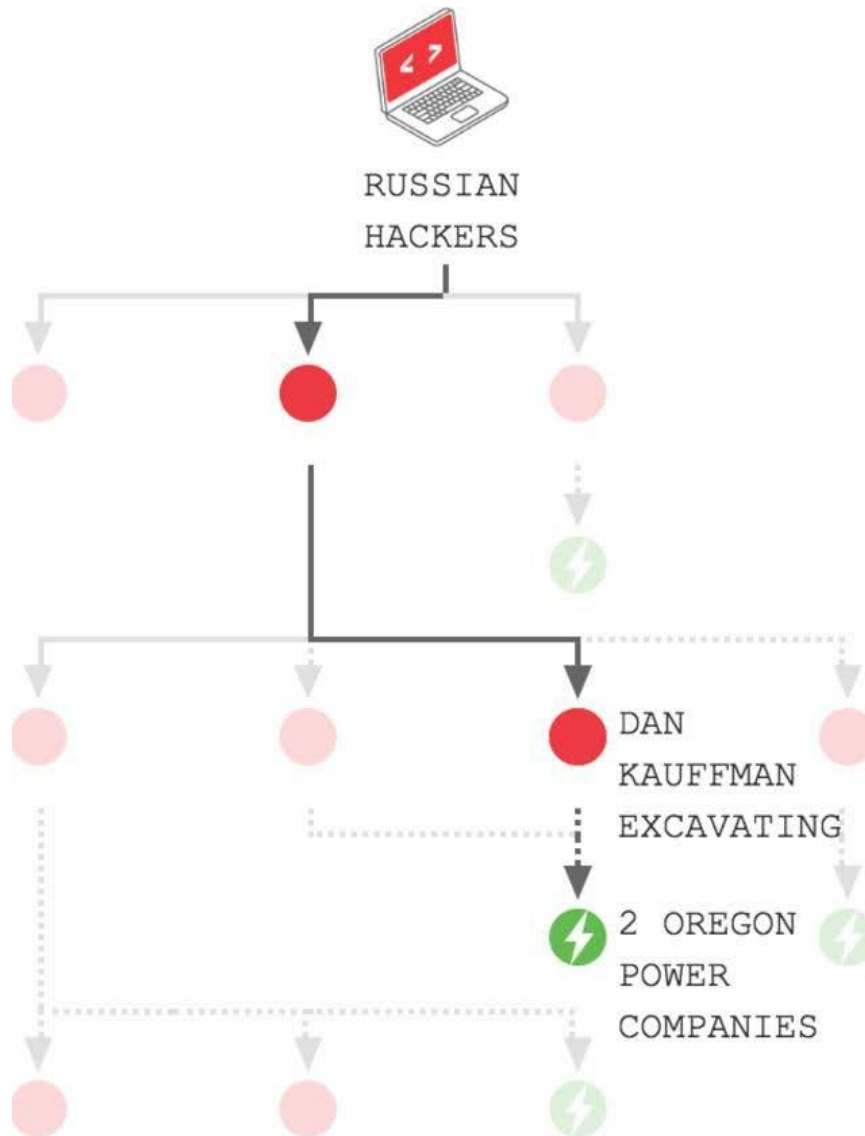 < >
RUSSIAN
HACKERS
DAN
KAUFFMAN
EXCAVATING
2 OREGON
POWER
COMPANIES